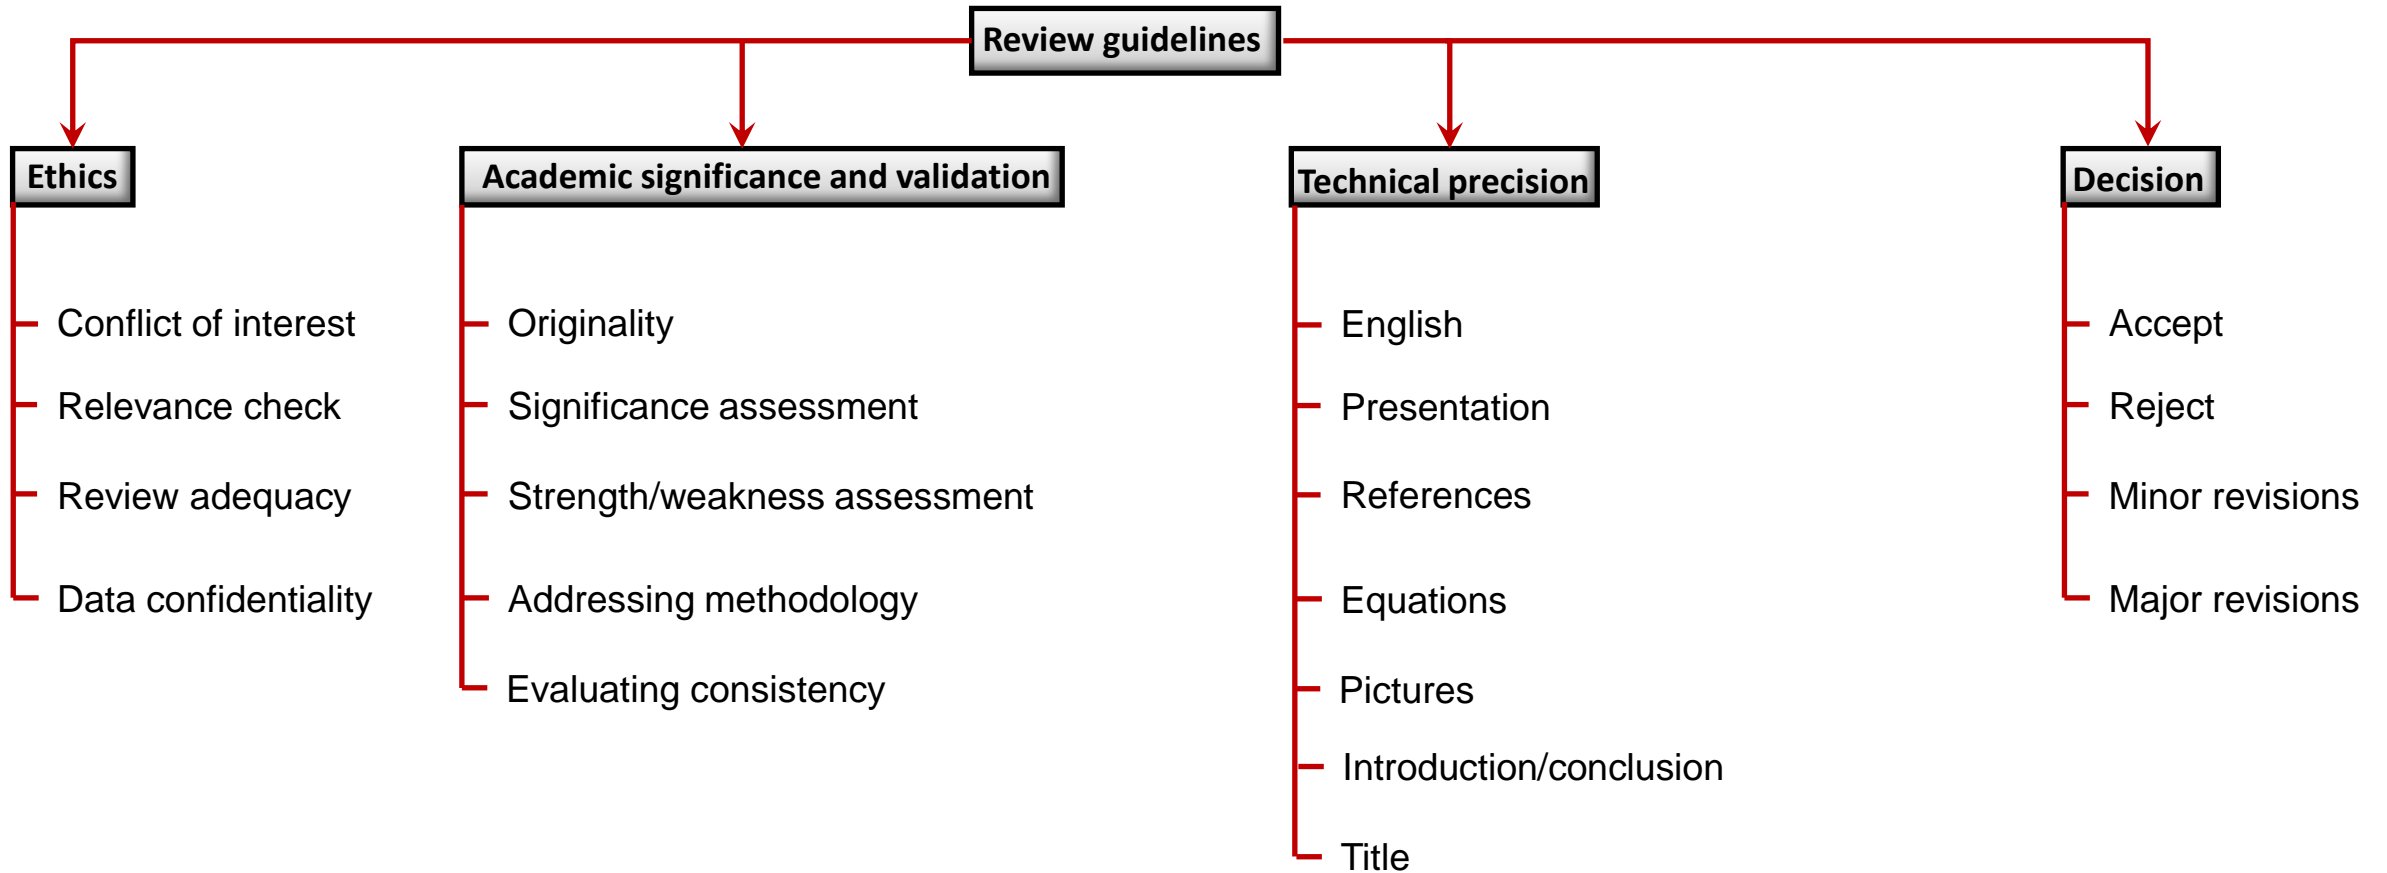 Review guidelines
Ethics
Conflict of interest
Relevance check
Review adequacy
Data confidentiality
Academic significance and validation
Originality
Significance assessment
Strength/weakness assessment
Addressing methodology
Evaluating consistency
Technical precision
English
Presentation
References
Equations
Pictures
Introduction/conclusion
Title
Decision
Accept
Reject
Minor revisions
Major revisions